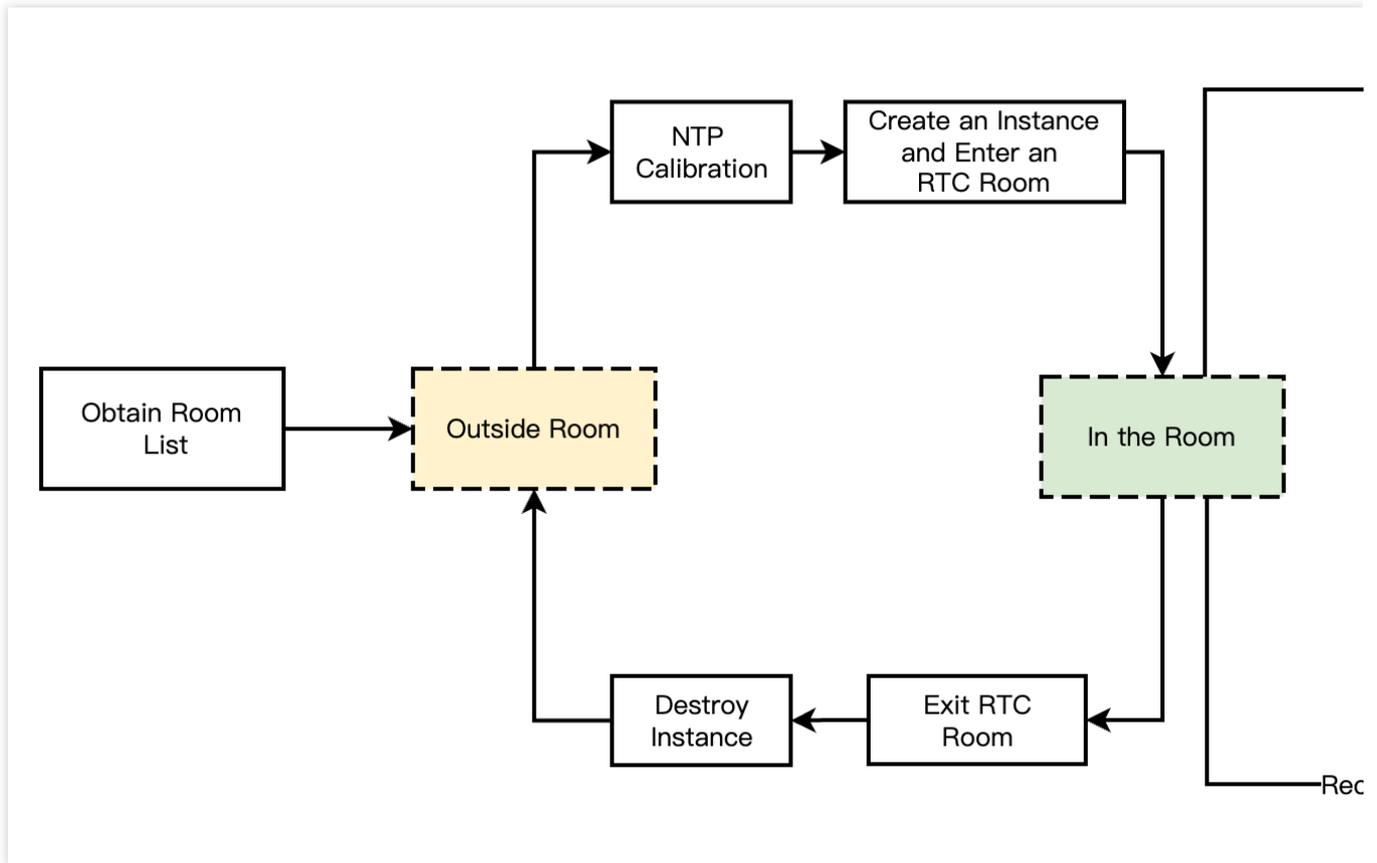 NTP
Calibration
Create an Instance
and Enter an
RTC Room
Obtain Room
List
Outside Room
In the Room
Destroy
Instance
Exit RTC
Room